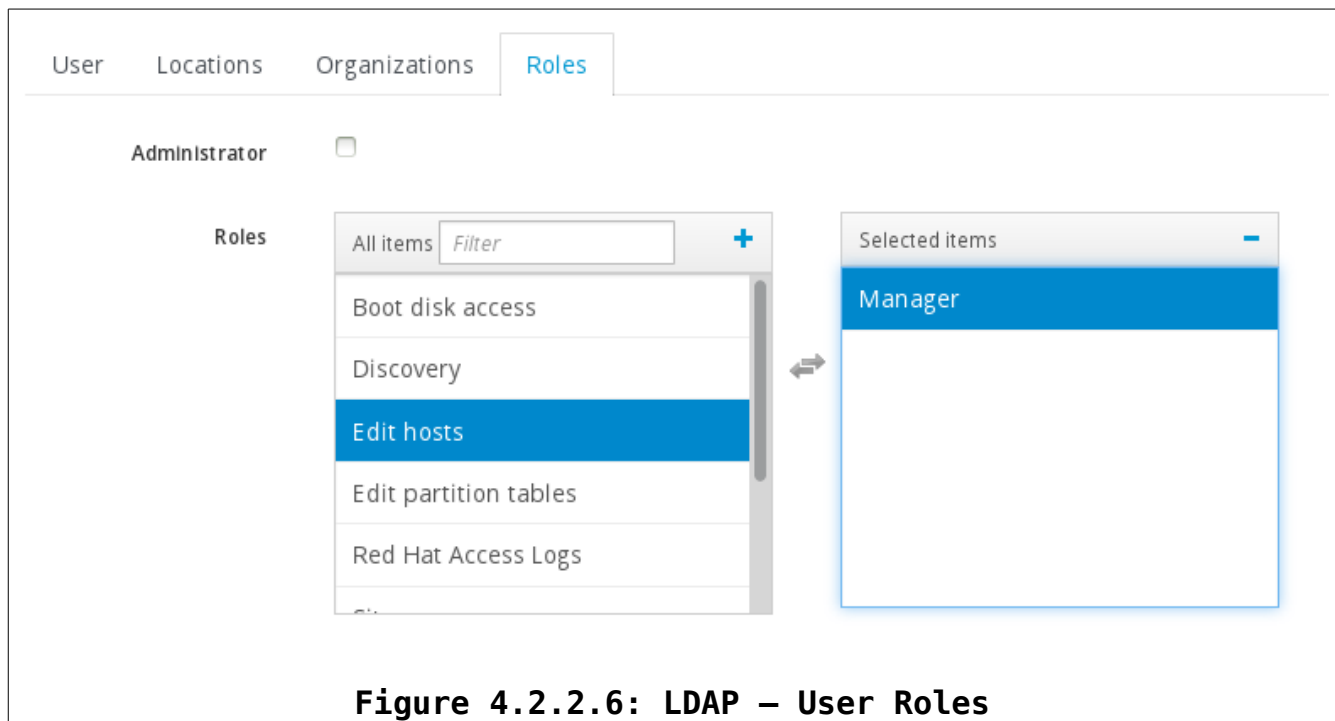 User Locations Organizations Roles
Administrator
Roles
All items Filter
Selected items
Boot disk access
Manager
Discovery
Edit hosts
Edit partition tables
Red Hat Access Logs
Figure 4.2.2.6: LDAP – User Roles